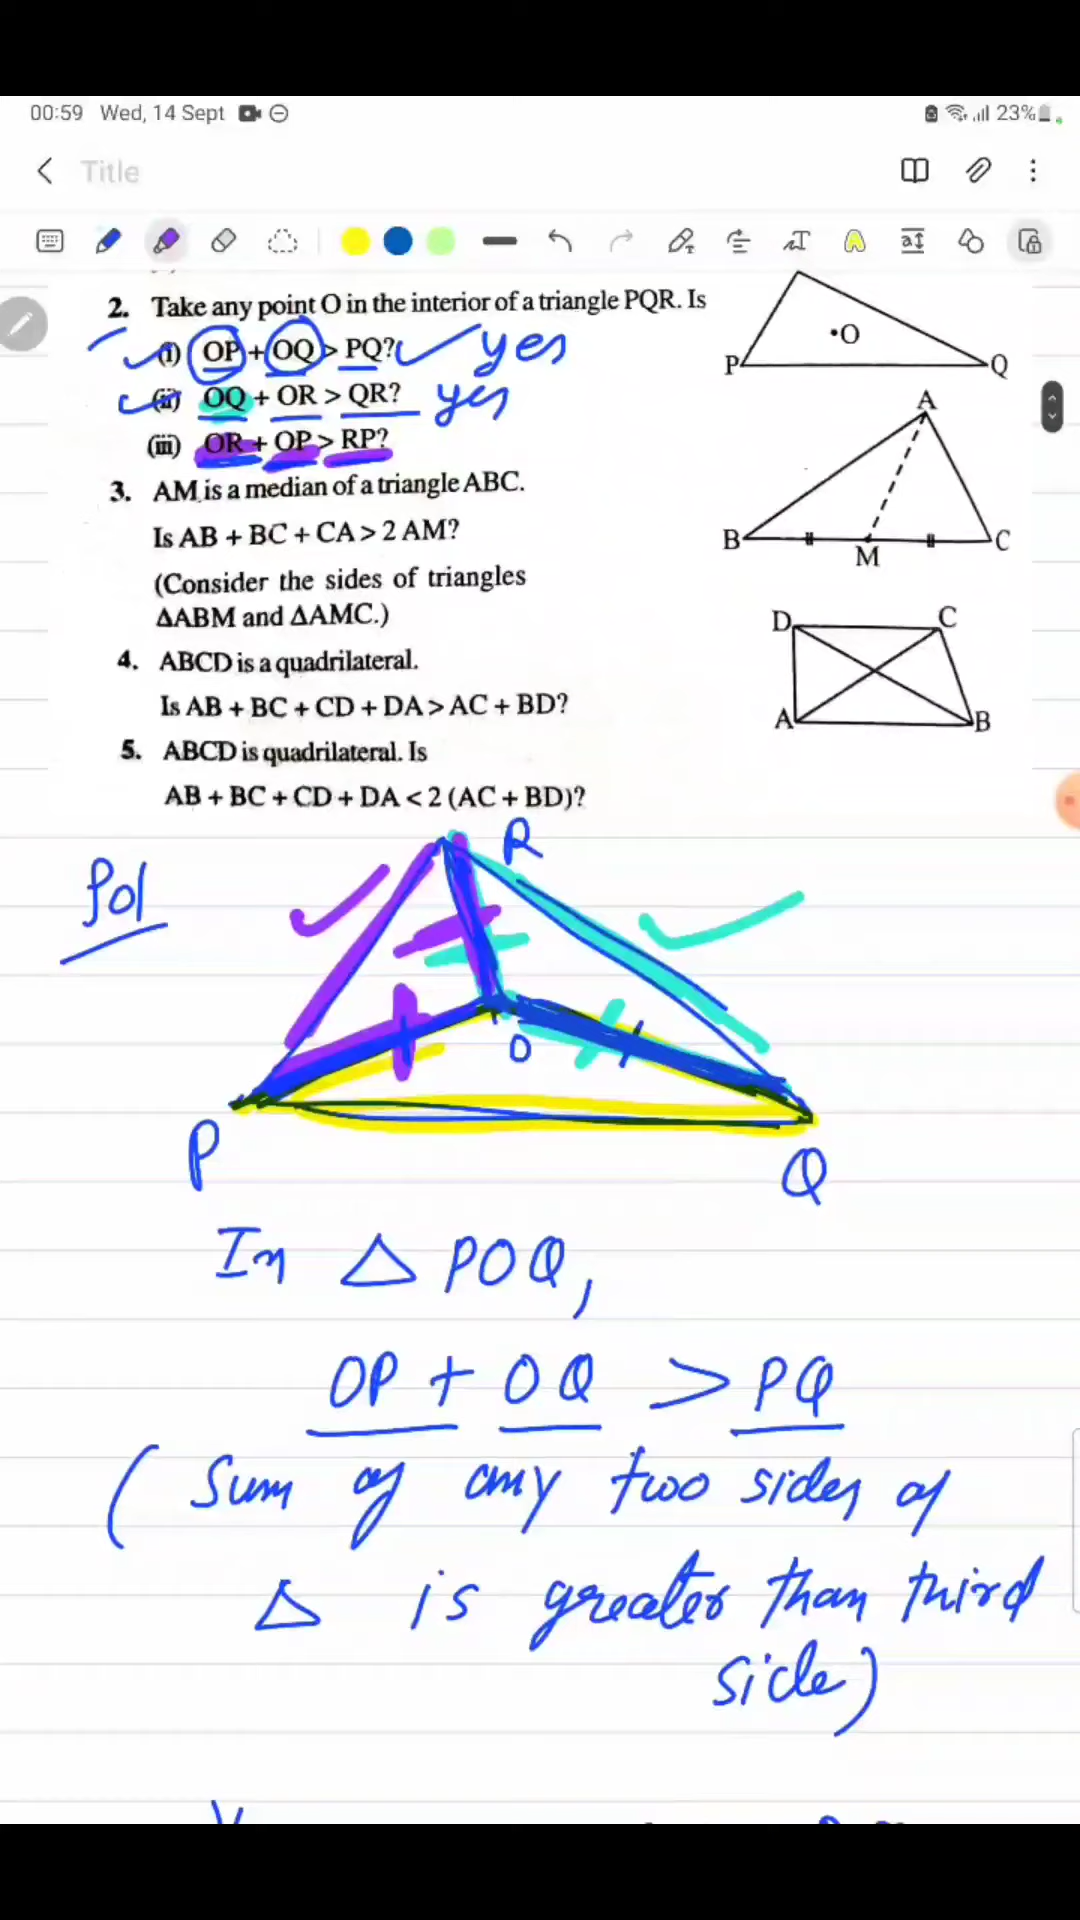 00:59 Wed, 14 Sept 23%
Title
2. Take any point O in the interior of a triangle PQR. Is
(i) OP + OQ > PQ? yes
(ii) OQ + OR > QR? yes
(iii) OR + OP > RP?
P O Q
3. AM is a median of a triangle ABC.
Is AB + BC + CA > 2 AM?
(Consider the sides of triangles
ΔABM and ΔAMC.)
A
B M C
4. ABCD is a quadrilateral.
Is AB + BC + CD + DA > AC + BD?
D C
A B
5. ABCD is quadrilateral. Is
AB + BC + CD + DA < 2 (AC + BD)?
Sol
R
O
P Q
In Δ POQ,
OP + OQ > PQ
(Sum of any two sides of
Δ is greater than third
side)